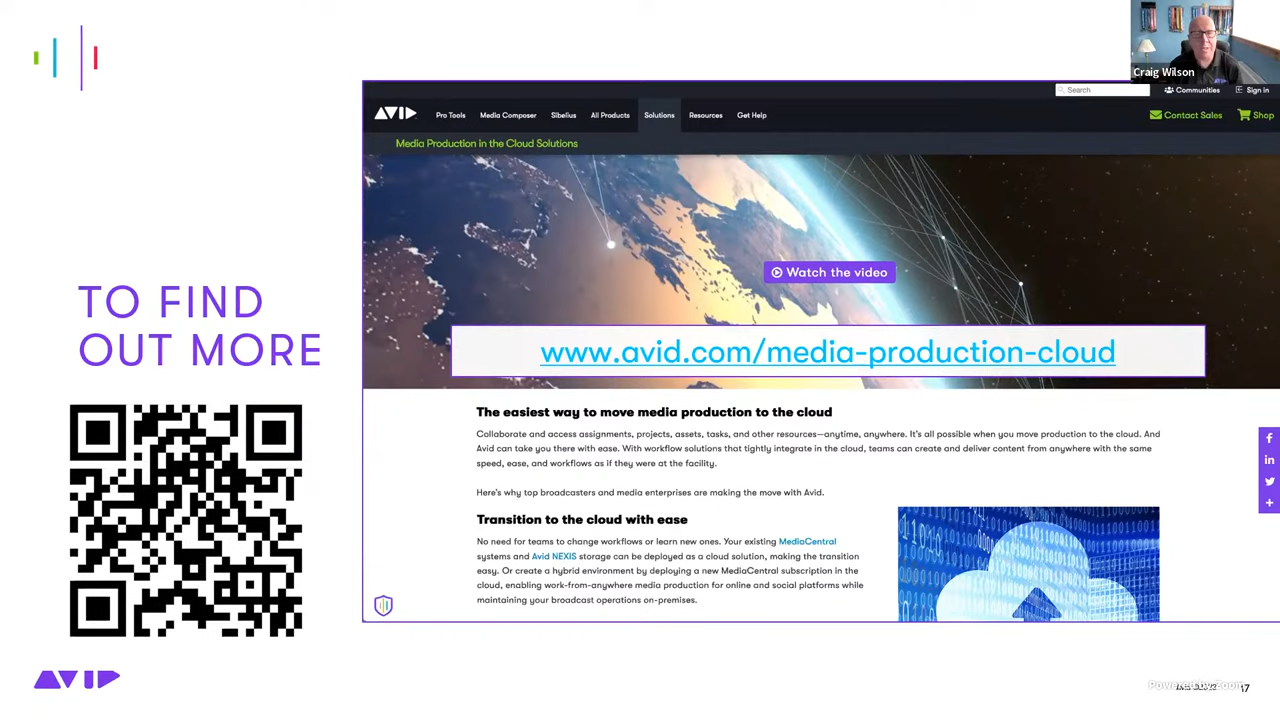 Craig Wilson
Search
Communities
Sign in
AVID
Pro Tools
Media Composer
Sibelius
All Products
Solutions
Resources
Get Help
Contact Sales
Shop
Media Production in the Cloud Solutions
Watch the video
TO FIND
OUT MORE
www.avid.com/media-production-cloud
The easiest way to move media production to the cloud
Collaborate and access assignments, projects, assets, tasks, and other resources—anytime, anywhere. It's all possible when you move production to the cloud. And
Avid can take you there with ease. With workflow solutions that tightly integrate in the cloud, teams can create and deliver content from anywhere with the same
speed, ease, and workflows as if they were at the facility.
Here's why top broadcasters and media enterprises are making the move with Avid.
Transition to the cloud with ease
No need for teams to change workflows or learn new ones. Your existing MediaCentral
systems and Avid NEXIS storage can be deployed as a cloud solution, making the transition
easy. Or create a hybrid environment by deploying a new MediaCentral subscription in the
cloud, enabling work-from-anywhere media production for online and social platforms while
maintaining your broadcast operations on-premises.
AVID
Powered by Zoom
17